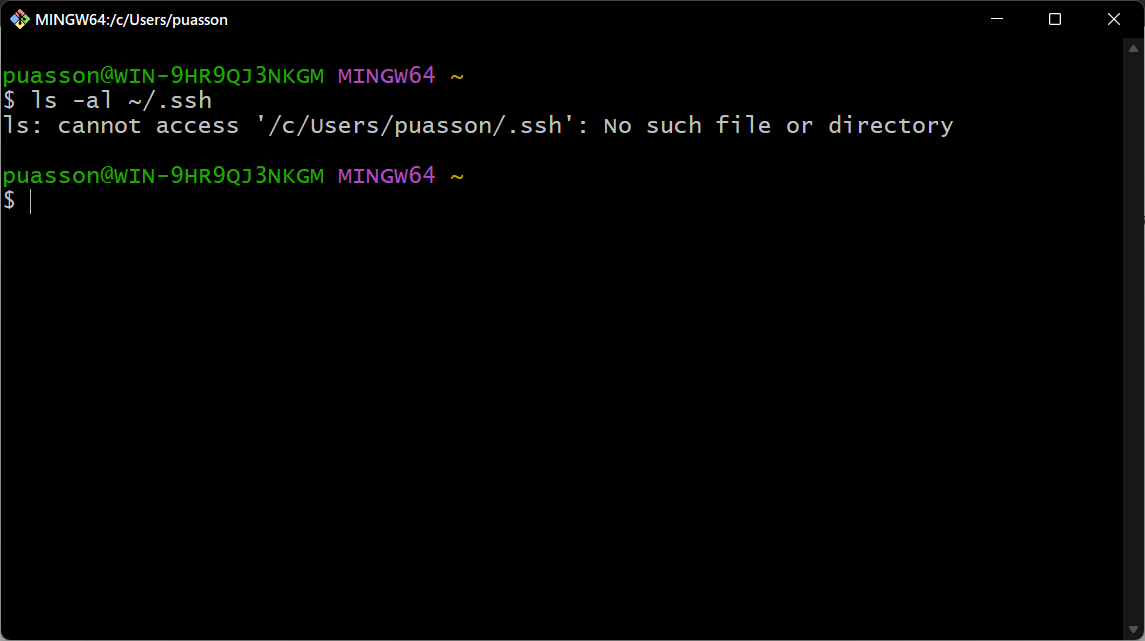 MINGW64:/c/Users/puasson
puasson@WIN-9HR9QJ3NKGM MINGW64 ~
$ ls -al ~/.ssh
ls: cannot access '/c/Users/puasson/.ssh': No such file or directory
puasson@WIN-9HR9QJ3NKGM MINGW64 ~
$